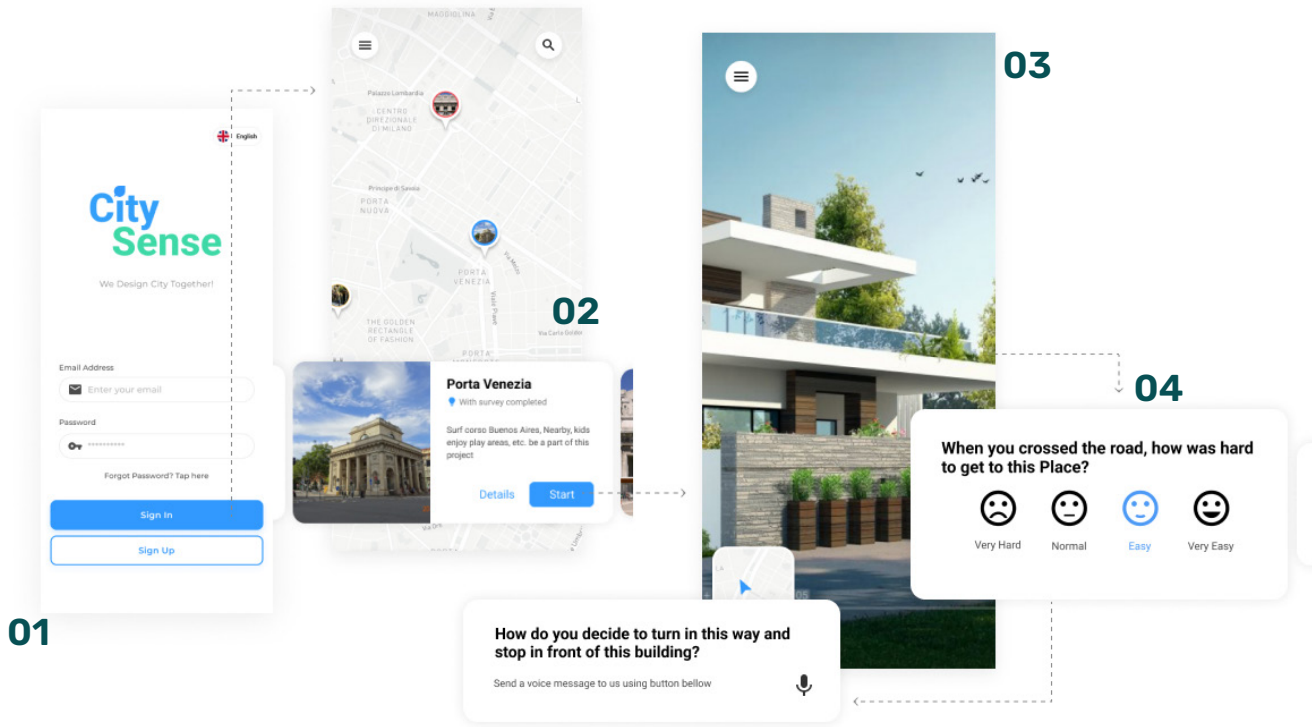 01
English
City
Sense
We Design City Together!
Email Address
Enter your email
Password
**********
Forgot Password? Tap here
Sign In
Sign Up
02
MAGGIOLINA
Palazzo Lombardia
CENTRO
DIREZIONALE
DI MILANO
Principe di Savoia
PORTA
NUOVA
PORTA
VENEZIA
Viale Piave
THE GOLDEN
RECTANGLE
OF FASHION
PORTA
Porta Venezia
With survey completed
Surf corso Buenos Aires, Nearby, kids
enjoy play areas, etc. be a part of this
project
Details
Start
03
LA
04
When you crossed the road, how was hard
to get to this Place?
Very Hard
Normal
Easy
Very Easy
How do you decide to turn in this way and
stop in front of this building?
Send a voice message to us using button bellow